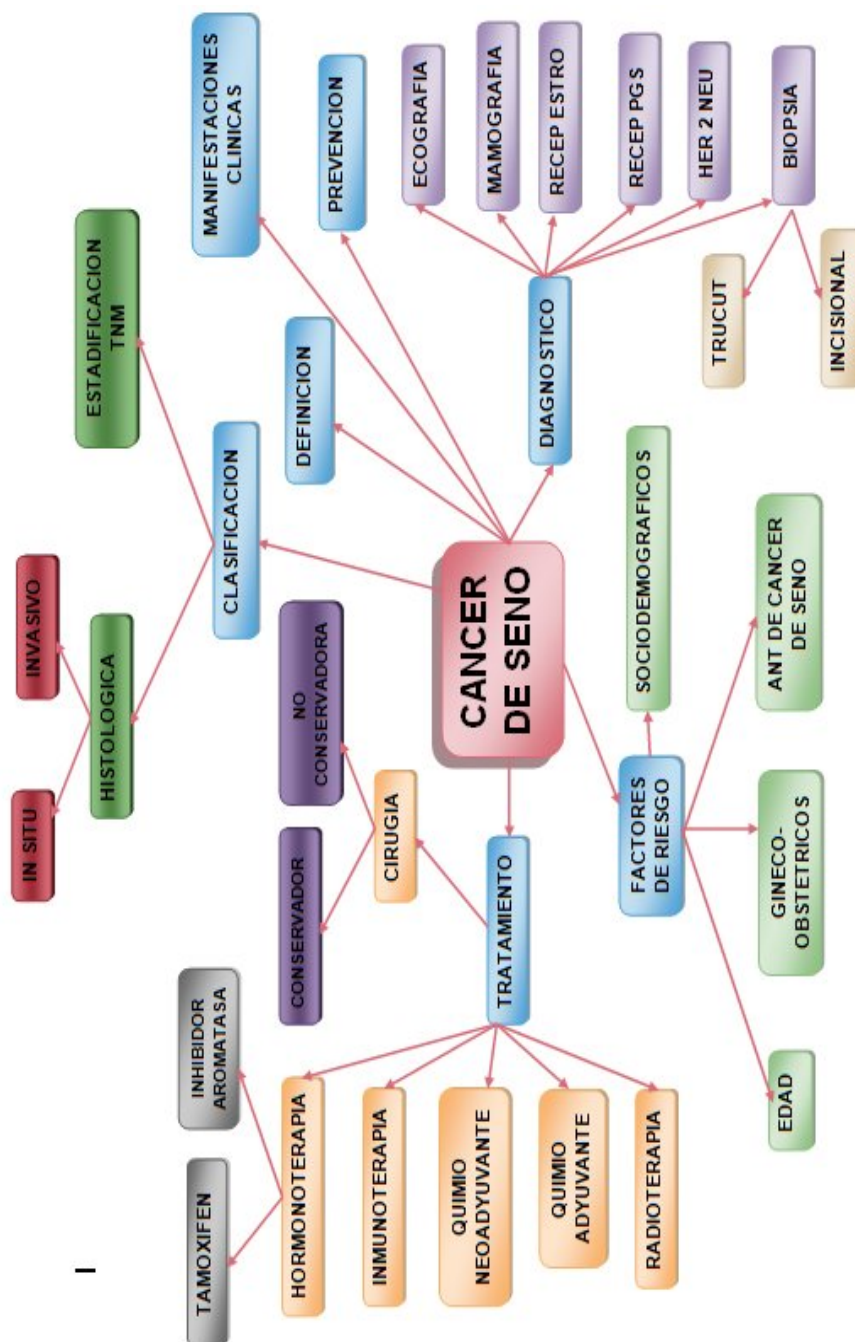 IN SITU
INVASIVO
HISTOLOGICA
ESTADIFICACION
TNM
CLASIFICACION
MANIFESTACIONES
CLINICAS
PREVENCION
DEFINICION
TAMOXIFEN
INHIBIDOR
AROMATASA
CONSERVADOR
NO
CONSERVADORA
HORMONOTERAPIA
CIRUGIA
INMUNOTERAPIA
QUIMIO
NEOADYUVANTE
QUIMIO
ADYUVANTE
RADIOTERAPIA
TRATAMIENTO
CANCER
DE SENO
DIAGNOSTICO
ECOGRAFIA
MAMOGRAFIA
RECEP ESTRO
RECEP PGS
HER 2 NEU
BIOPSIA
TRUCUT
INCISIONAL
FACTORES
DE RIESGO
SOCIODEMOGRAFICOS
EDAD
GINECO-
OBSTETRICOS
ANT DE CANCER
DE SENO